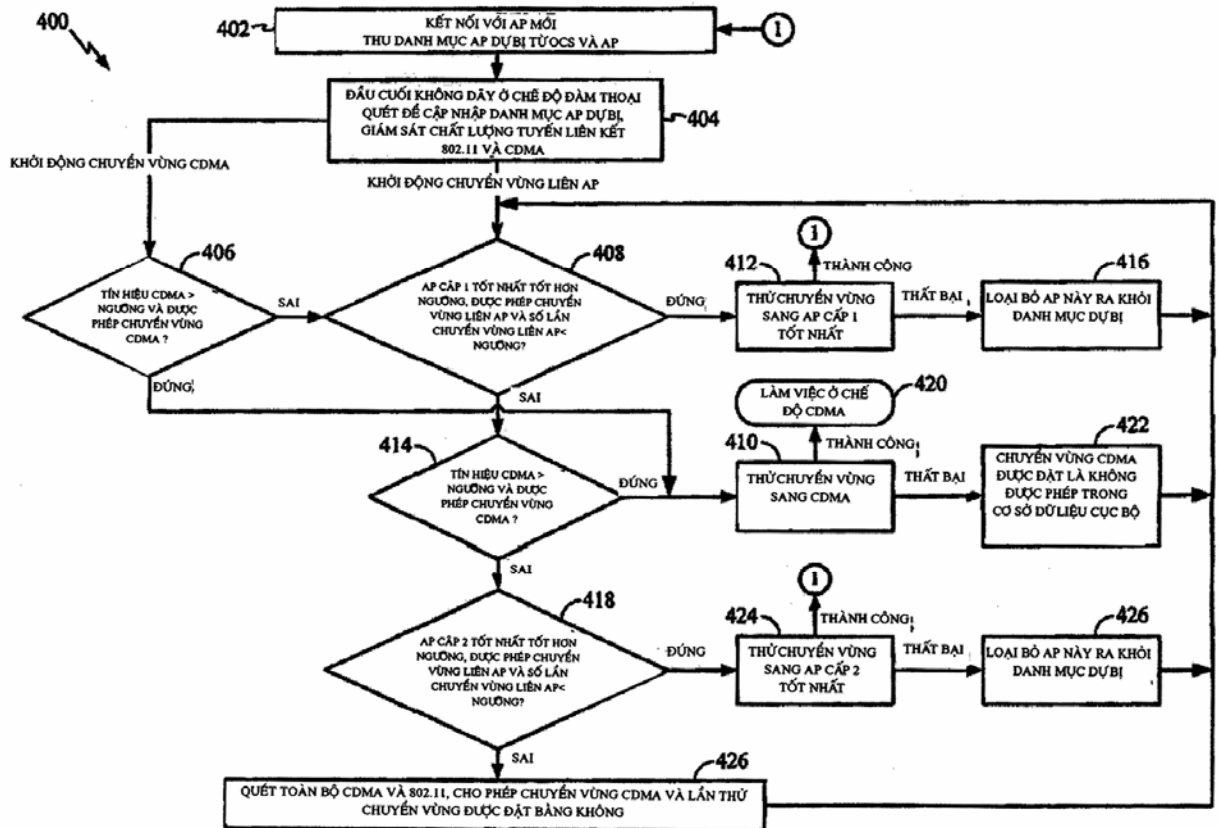 400
402
KẾT NỐI VỚI AP MỚI
THU DANH MỤC AP DỰ BỊ TỪ OCS VÀ AP
1
ĐẦU CUỐI KHÔNG DÂY Ở CHẾ ĐỘ ĐÀM THOẠI
QUÉT ĐỂ CẬP NHẬP DANH MỤC AP DỰ BỊ,
GIÁM SÁT CHẤT LƯỢNG TUYẾN LIÊN KẾT
802.11 VÀ CDMA
404
KHỞI ĐỘNG CHUYỂN VÙNG CDMA
KHỞI ĐỘNG CHUYỂN VÙNG LIÊN AP
406
TÍN HIỆU CDMA >
NGƯỠNG VÀ ĐƯỢC
PHÉP CHUYỂN VÙNG
CDMA ?
SAI
ĐÚNG
408
AP CẤP 1 TỐT NHẤT TỐT HƠN
NGƯỠNG, ĐƯỢC PHÉP CHUYỂN
VÙNG LIÊN AP VÀ SỐ LẦN
CHUYỂN VÙNG LIÊN AP<
NGƯỠNG?
ĐÚNG
SAI
1
THÀNH CÔNG
412
THỬ CHUYỂN VÙNG
SANG AP CẤP 1
TỐT NHẤT
THẤT BẠI
416
LOẠI BỎ AP NÀY RA KHỎI
DANH MỤC DỰ BỊ
414
TÍN HIỆU CDMA >
NGƯỠNG VÀ ĐƯỢC
PHÉP CHUYỂN VÙNG
CDMA ?
ĐÚNG
SAI
420
LÀM VIỆC Ở CHẾ
ĐỘ CDMA
THÀNH CÔNG
410
THỬ CHUYỂN VÙNG
SANG CDMA
THẤT BẠI
422
CHUYỂN VÙNG CDMA
ĐƯỢC ĐẶT LÀ KHÔNG
ĐƯỢC PHÉP TRONG
CƠ SỞ DỮ LIỆU CỤC BỘ
418
AP CẤP 2 TỐT NHẤT TỐT HƠN
NGƯỠNG, ĐƯỢC PHÉP CHUYỂN
VÙNG LIÊN AP VÀ SỐ LẦN
CHUYỂN VÙNG LIÊN AP<
NGƯỠNG?
ĐÚNG
SAI
1
THÀNH CÔNG
424
THỬ CHUYỂN VÙNG
SANG AP CẤP 2
TỐT NHẤT
THẤT BẠI
426
LOẠI BỎ AP NÀY RA KHỎI
DANH MỤC DỰ BỊ
426
QUÉT TOÀN BỘ CDMA VÀ 802.11, CHO PHÉP CHUYỂN VÙNG CDMA VÀ LẦN THỬ
CHUYỂN VÙNG ĐƯỢC ĐẶT BẰNG KHÔNG